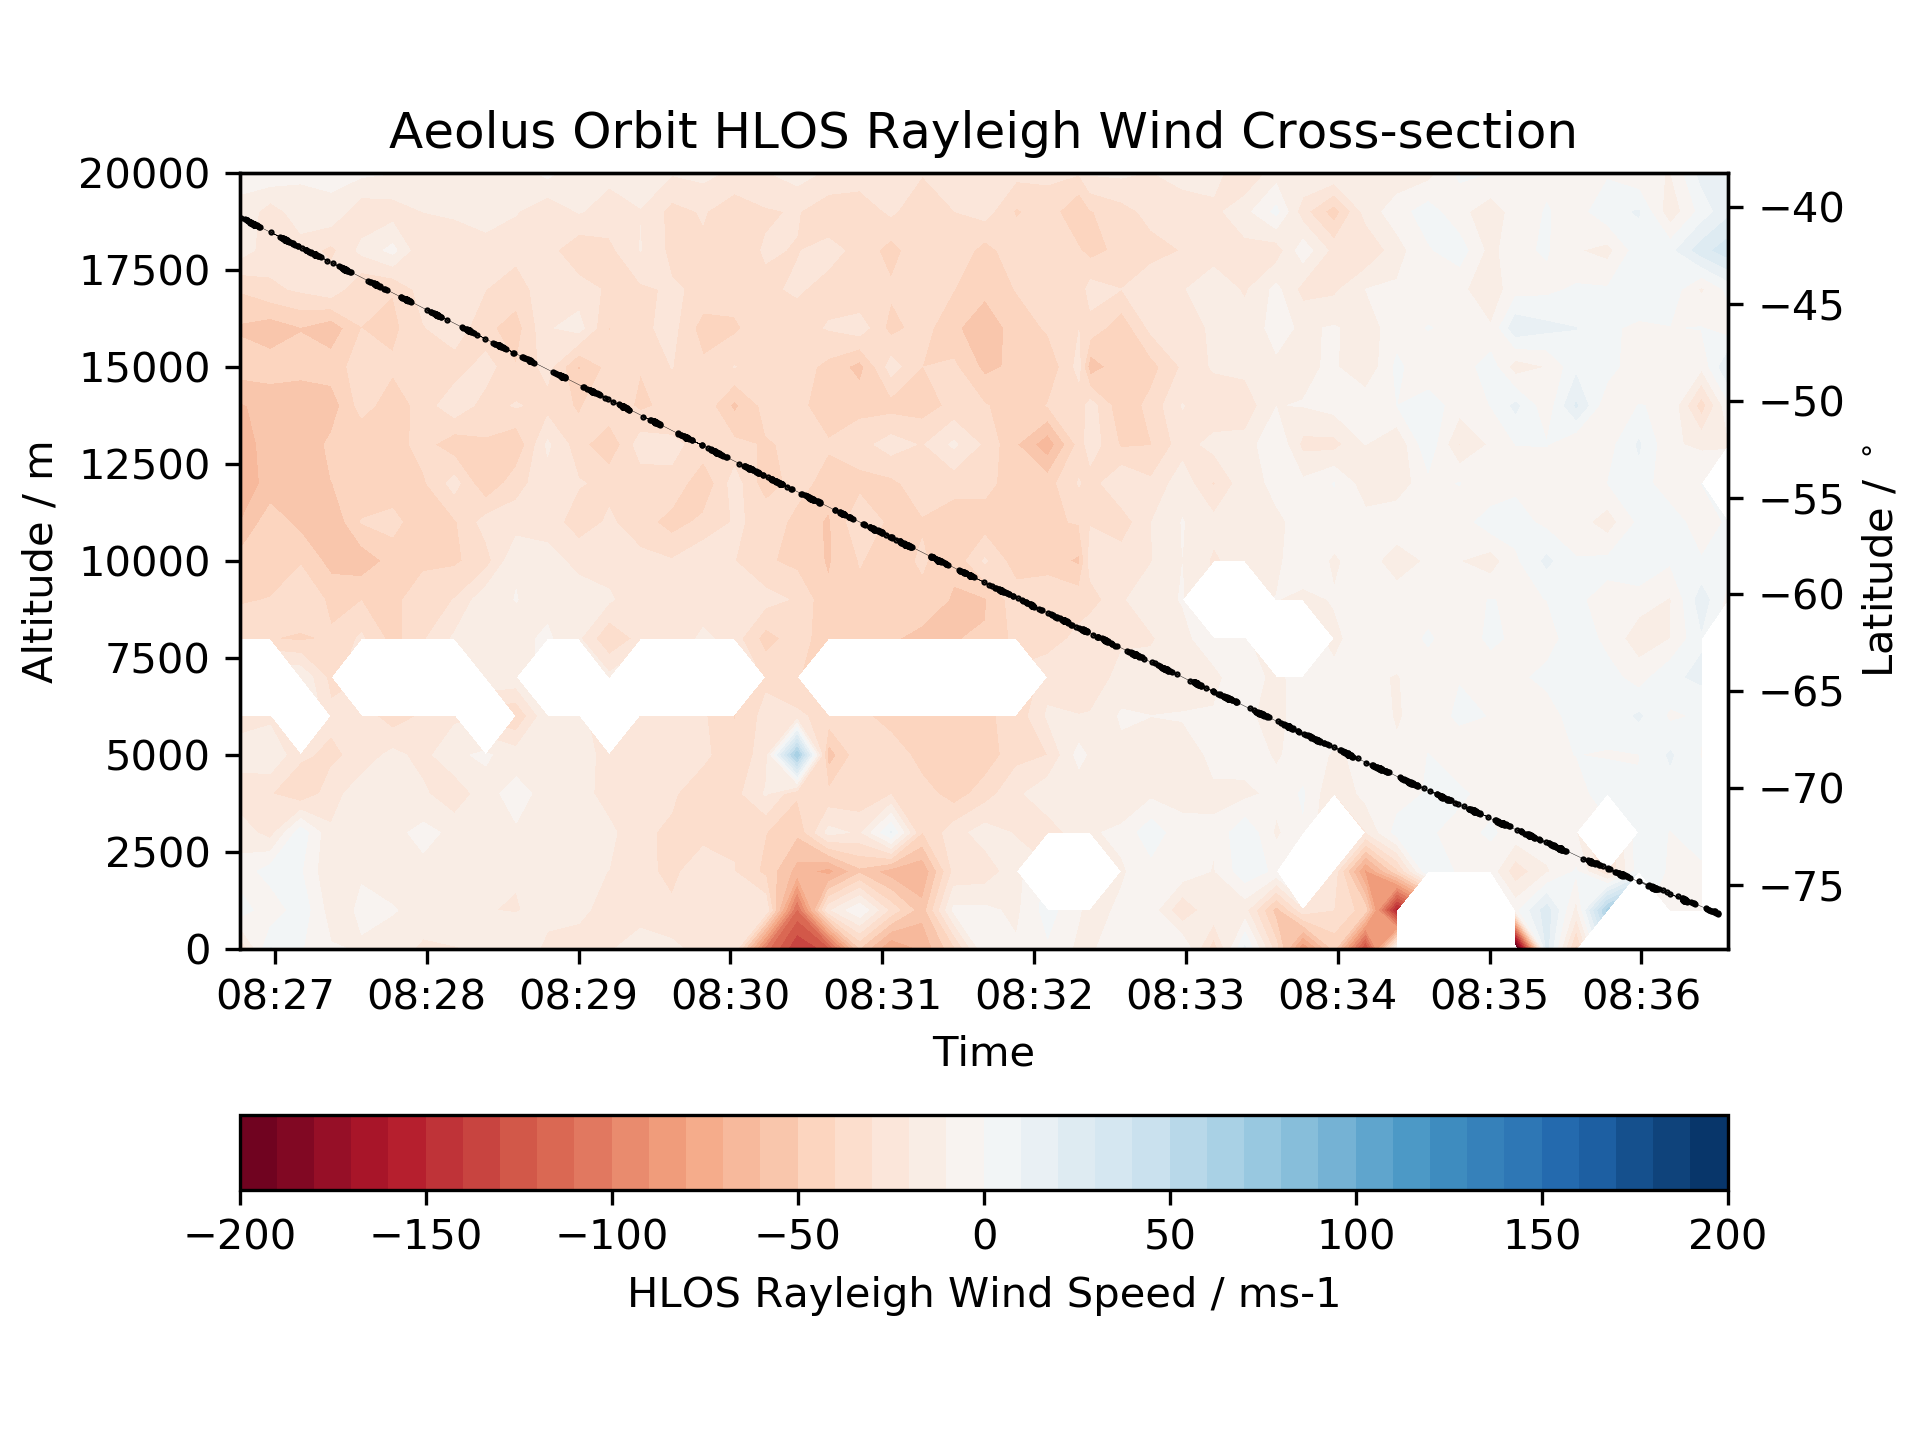 Aeolus Orbit HLOS Rayleigh Wind Cross-section
20000
17500
15000
12500
10000
7500
5000
2500
0
Altitude / m
−40
−45
−50
−55
−60
−65
−70
−75
Latitude / °
08:27 08:28 08:29 08:30 08:31 08:32 08:33 08:34 08:35 08:36
Time
−200 −150 −100 −50 0 50 100 150 200
HLOS Rayleigh Wind Speed / ms-1